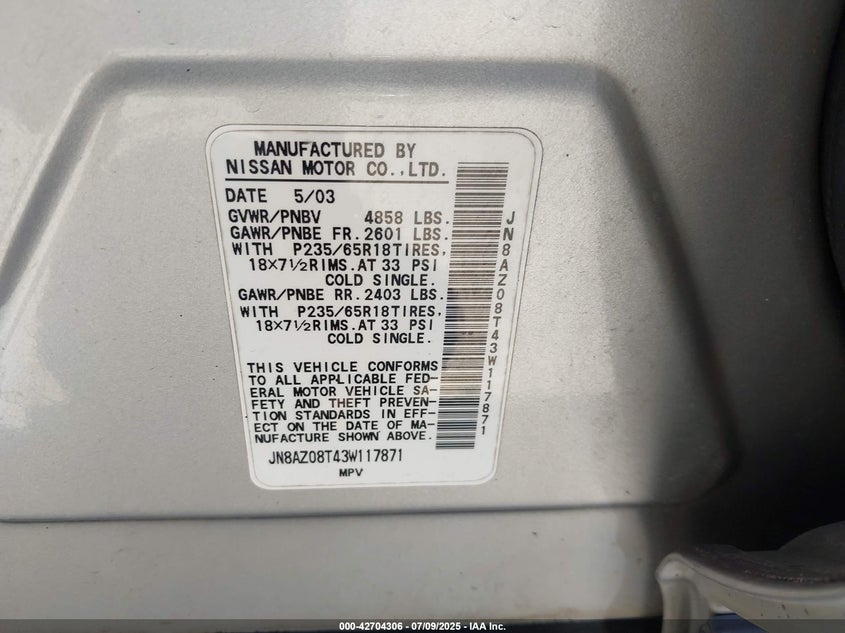 MANUFACTURED BY
NISSAN MOTOR CO.,LTD.
DATE 5/03
GVWR/PNBV 4858 LBS.
GAWR/PNBE FR. 2601 LBS.
WITH P235/65R18TIRES,
18×7½RIMS.AT 33 PSI
COLD SINGLE.
GAWR/PNBE RR. 2403 LBS.
WITH P235/65R18TIRES,
18×7½RIMS.AT 33 PSI
COLD SINGLE.
THIS VEHICLE CONFORMS
TO ALL APPLICABLE FED-
ERAL MOTOR VEHICLE SA-
FETY AND THEFT PREVEN-
TION STANDARDS IN EFF-
ECT ON THE DATE OF MA-
NUFACTURE SHOWN ABOVE.
JN8AZ08T43W117871
MPV
JN8AZ08T43W117871
000-42704306 - 07/09/2025 - IAA Inc.